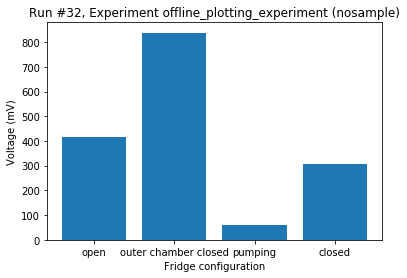 Run #32, Experiment offline_plotting_experiment (nosample)
Voltage (mV)
800
700
600
500
400
300
200
100
0
open outer chamber closed pumping closed
Fridge configuration